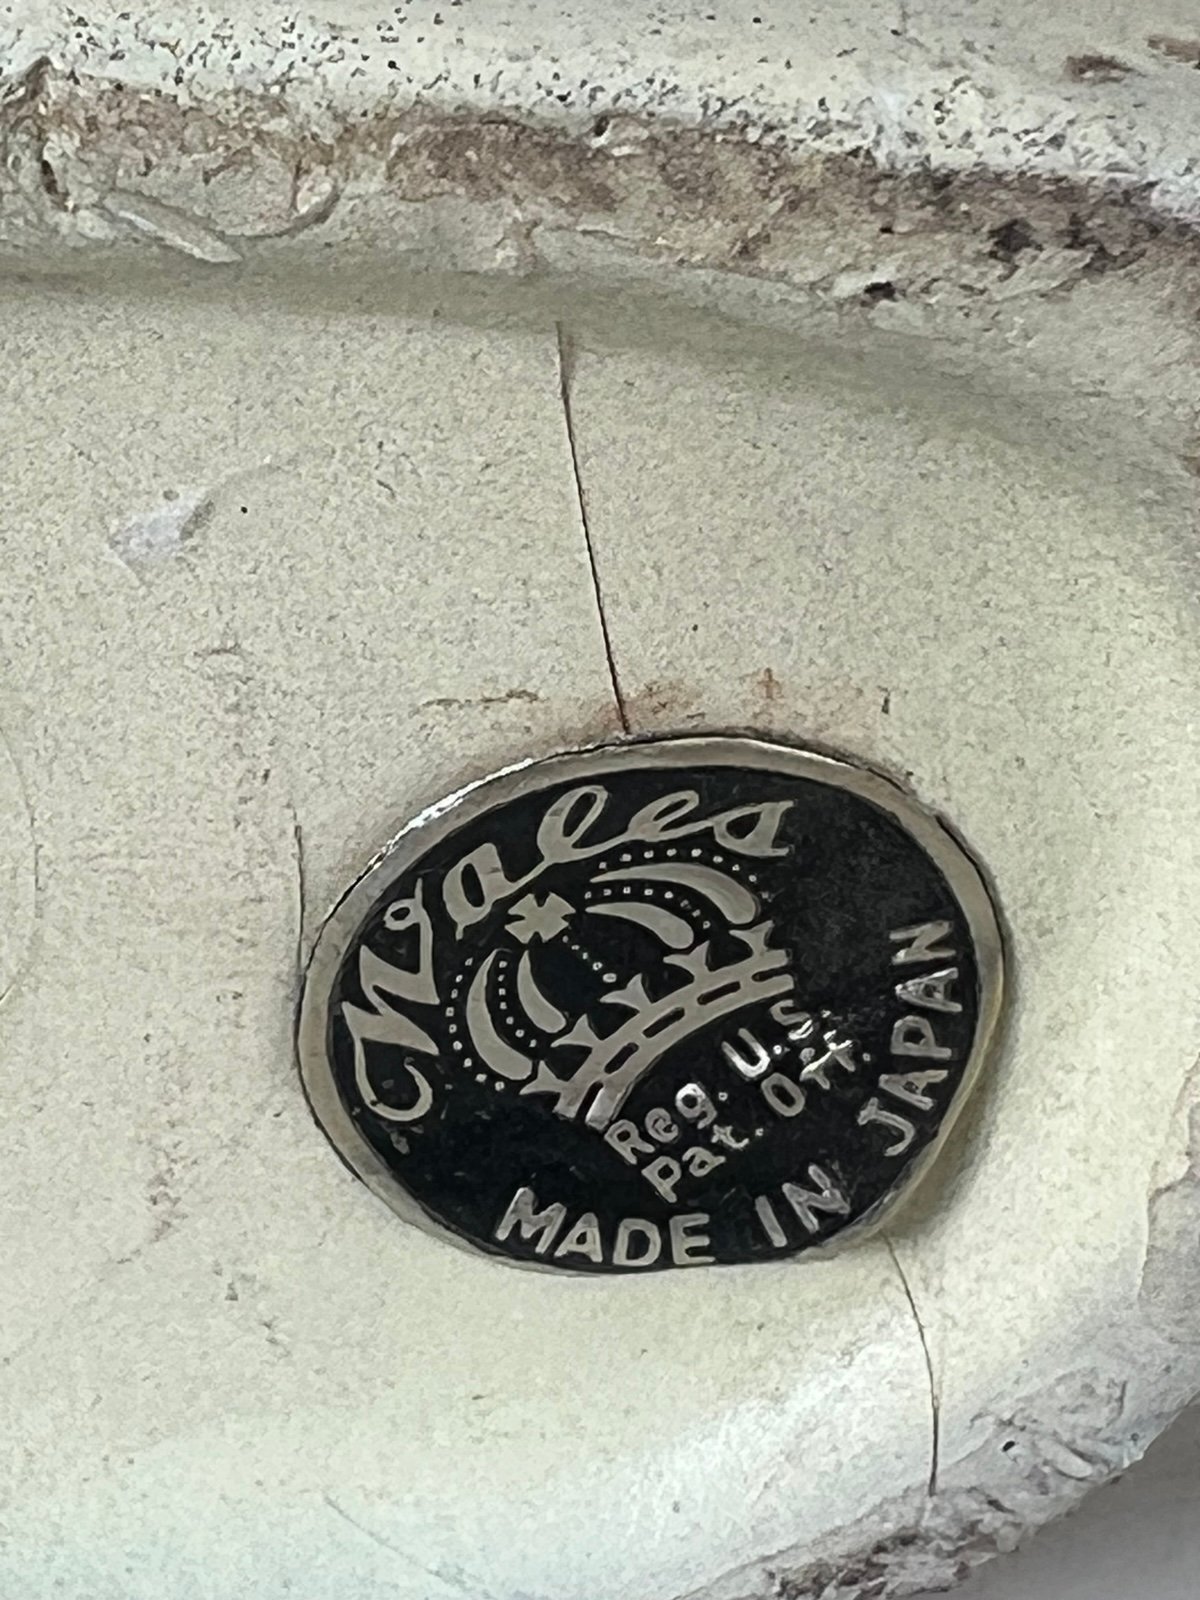 Wales
Reg. U.S.
Pat. Off.
MADE IN JAPAN